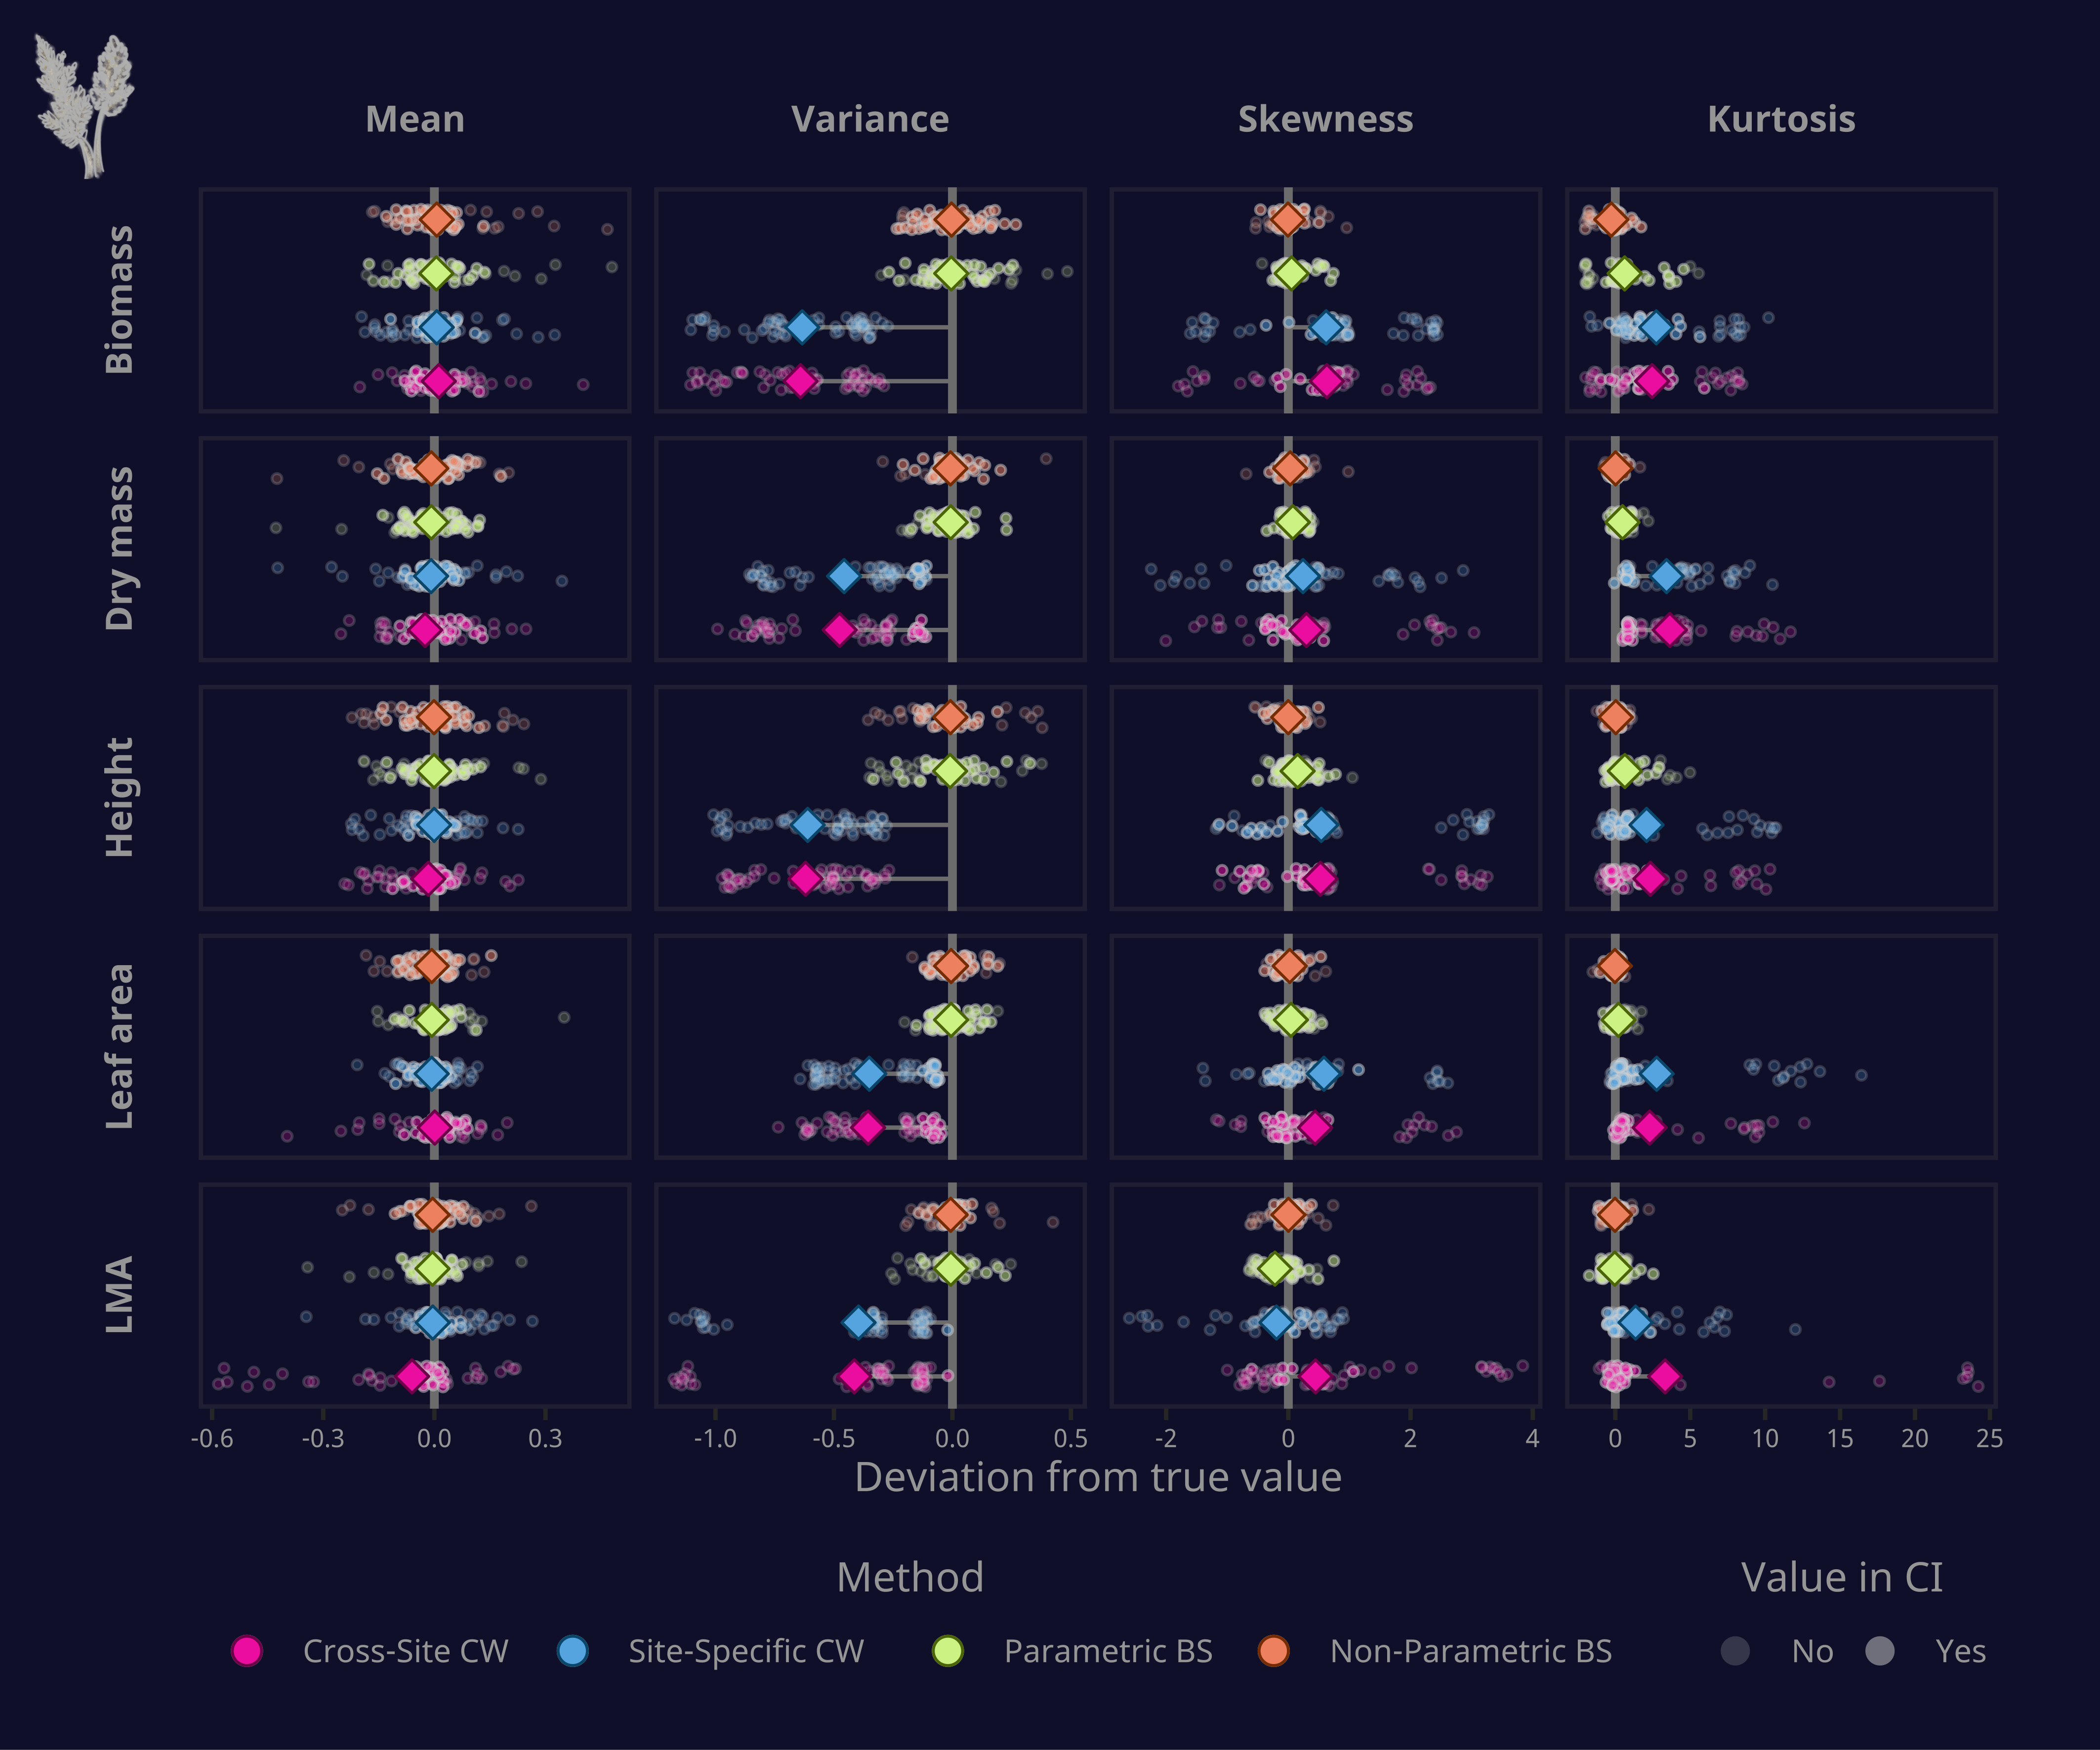 Mean Variance Skewness Kurtosis
Biomass
Dry mass
Height
Leaf area
LMA
-0.6 -0.3 0.0 0.3 -1.0 -0.5 0.0 0.5 -2 0 2 4 0 5 10 15 20 25
Deviation from true value
Method Value in CI
Cross-Site CW Site-Specific CW Parametric BS Non-Parametric BS No Yes